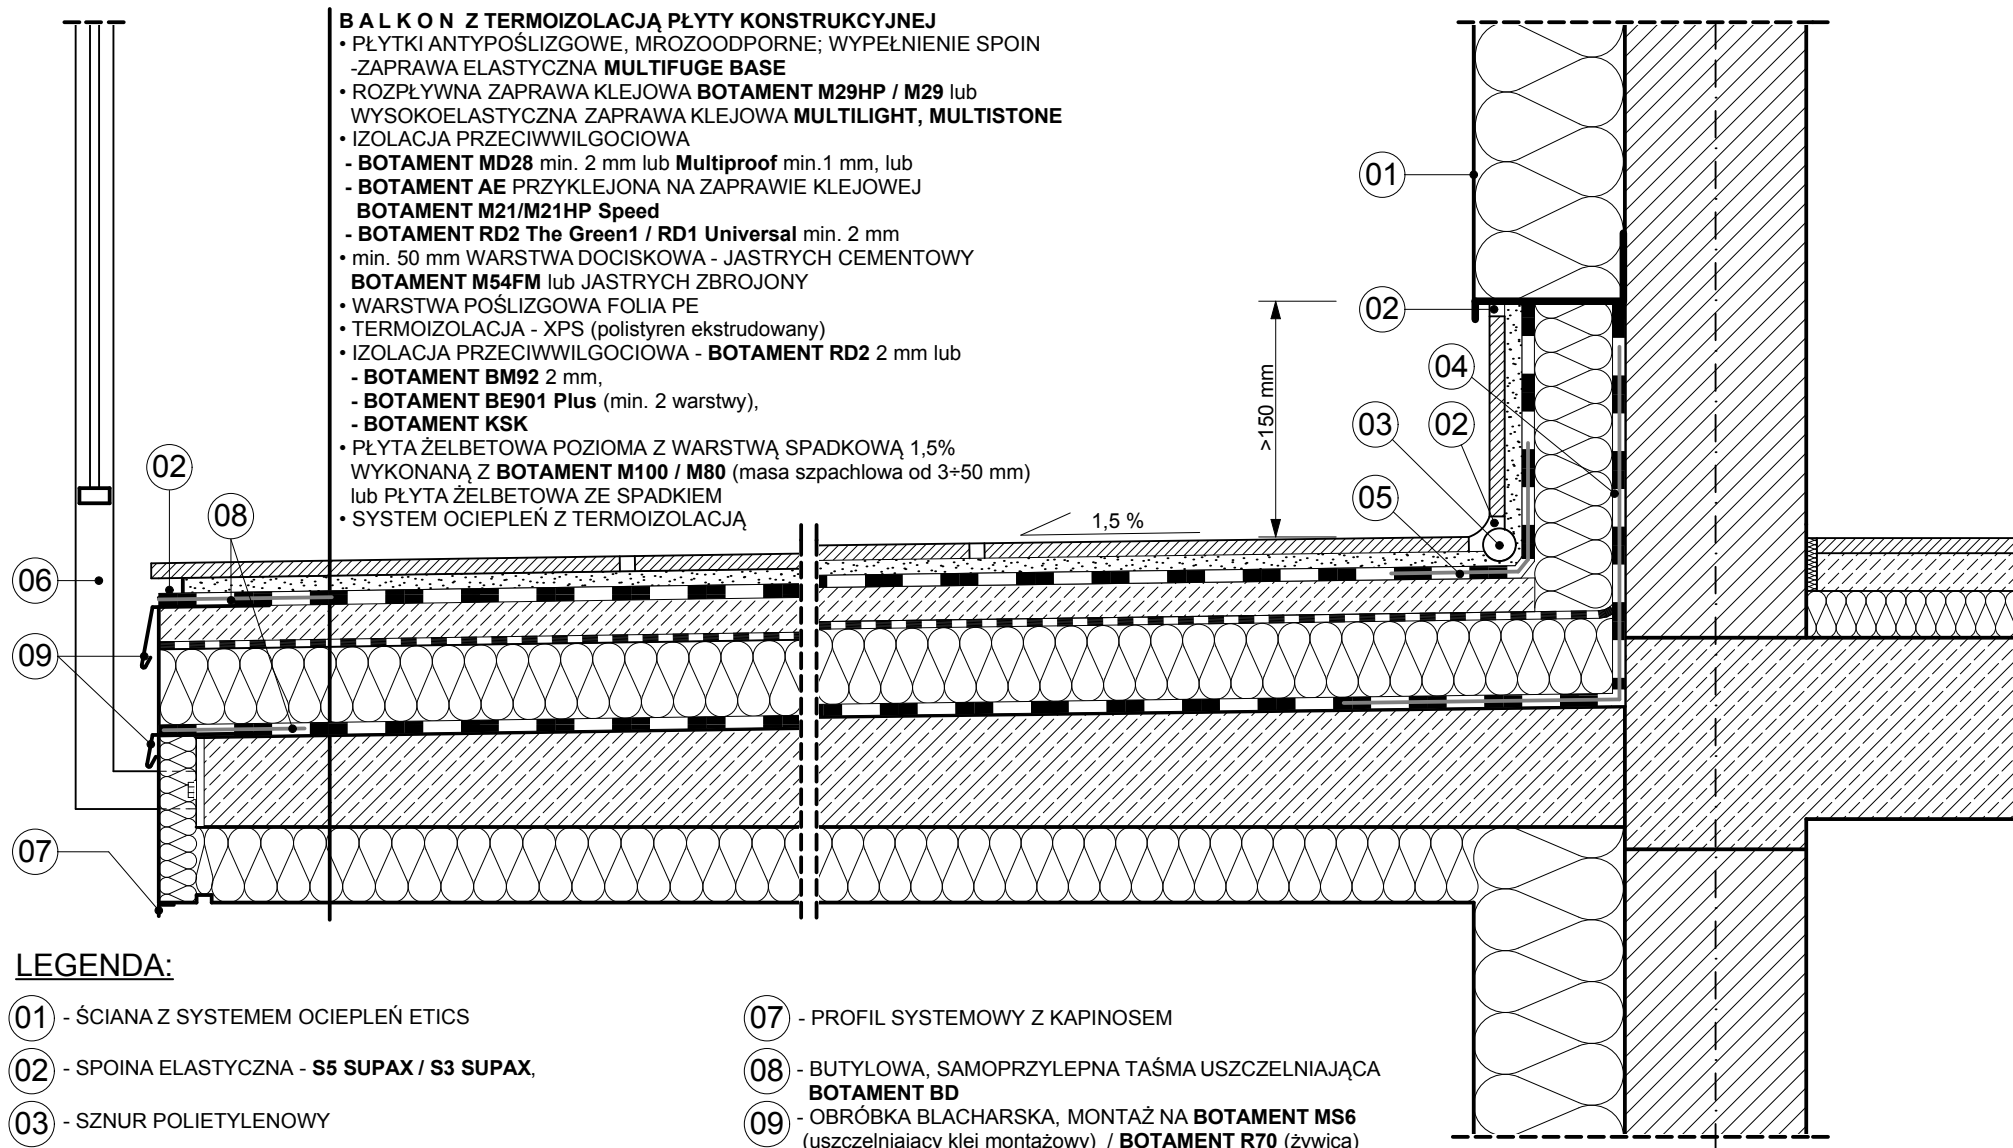 B A L K O N Z TERMOIZOLACJĄ PŁYTY KONSTRUKCYJNEJ
• PŁYTKI ANTYPOŚLIZGOWE, MROZOODPORNE; WYPEŁNIENIE SPOIN
-ZAPRAWA ELASTYCZNA MULTIFUGE BASE
• ROZPŁYWNA ZAPRAWA KLEJOWA BOTAMENT M29HP / M29 lub
WYSOKOELASTYCZNA ZAPRAWA KLEJOWA MULTILIGHT, MULTISTONE
• IZOLACJA PRZECIWWILGOCIOWA
- BOTAMENT MD28 min. 2 mm lub Multiproof min.1 mm, lub
- BOTAMENT AE PRZYKLEJONA NA ZAPRAWIE KLEJOWEJ
BOTAMENT M21/M21HP Speed
- BOTAMENT RD2 The Green1 / RD1 Universal min. 2 mm
• min. 50 mm WARSTWA DOCISKOWA - JASTRYCH CEMENTOWY
BOTAMENT M54FM lub JASTRYCH ZBROJONY
• WARSTWA POŚLIZGOWA FOLIA PE
• TERMOIZOLACJA - XPS (polistyren ekstrudowany)
• IZOLACJA PRZECIWWILGOCIOWA - BOTAMENT RD2 2 mm lub
- BOTAMENT BM92 2 mm,
- BOTAMENT BE901 Plus (min. 2 warstwy),
- BOTAMENT KSK
• PŁYTA ŻELBETOWA POZIOMA Z WARSTWĄ SPADKOWĄ 1,5%
WYKONANĄ Z BOTAMENT M100 / M80 (masa szpachlowa od 3÷50 mm)
lub PŁYTA ŻELBETOWA ZE SPADKIEM
• SYSTEM OCIEPLEŃ Z TERMOIZOLACJĄ
01
02
04
03
02
05
>150 mm
1,5 %
02
08
06
09
07
LEGENDA:
01 - ŚCIANA Z SYSTEMEM OCIEPLEŃ ETICS
02 - SPOINA ELASTYCZNA - S5 SUPAX / S3 SUPAX,
03 - SZNUR POLIETYLENOWY
07 - PROFIL SYSTEMOWY Z KAPINOSEM
08 - BUTYLOWA, SAMOPRZYLEPNA TAŚMA USZCZELNIAJĄCA
BOTAMENT BD
09 - OBRÓBKA BLACHARSKA, MONTAŻ NA BOTAMENT MS6
(uszczelniający klej montażowy) / BOTAMENT R70 (żywica)